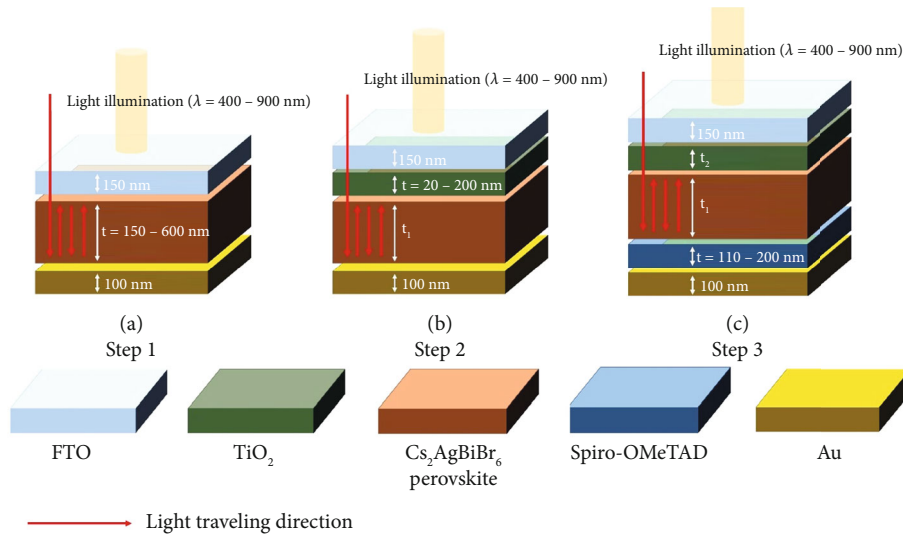 Light illumination (λ = 400 – 900 nm)
150 nm
t = 150 – 600 nm
100 nm
(a)
Step 1
Light illumination (λ = 400 – 900 nm)
150 nm
t = 20 – 200 nm
t₁
100 nm
(b)
Step 2
Light illumination (λ = 400 – 900 nm)
150 nm
t₂
t₁
t = 110 – 200 nm
100 nm
(c)
Step 3
FTO
TiO₂
Cs₂AgBiBr₆
perovskite
Spiro-OMeTAD
Au
Light traveling direction